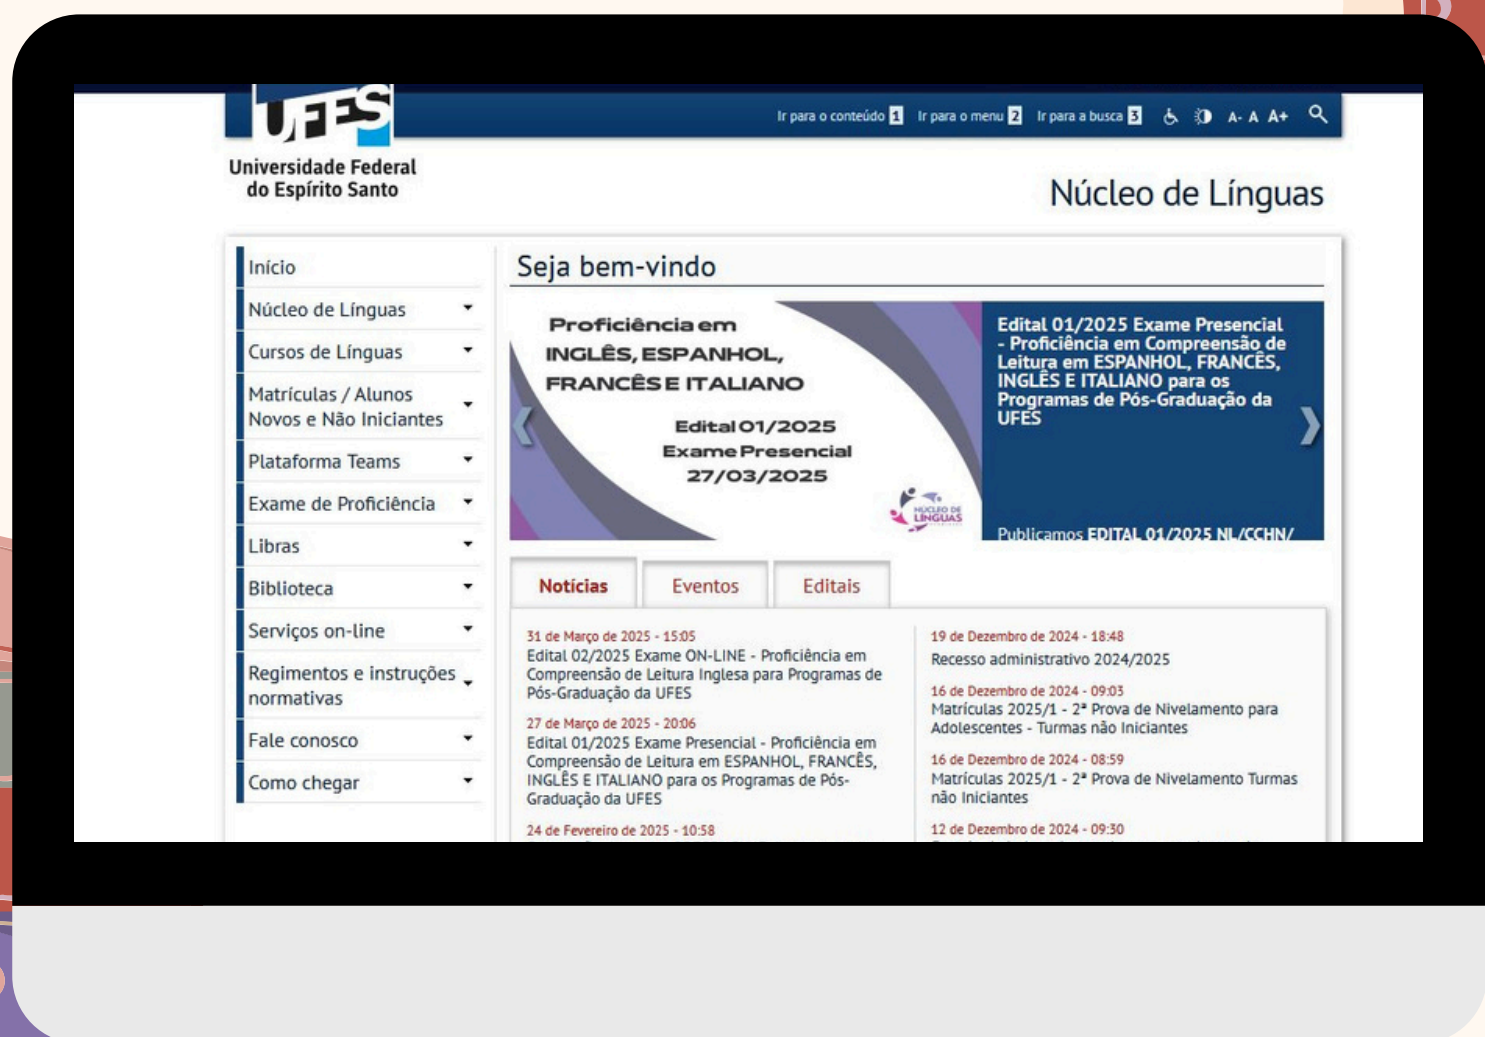 UFES
Ir para o conteúdo 1 Ir para o menu 2 Ir para a busca 3 A- A A+
Universidade Federal
do Espírito Santo
Núcleo de Línguas
Início
Núcleo de Línguas
Cursos de Línguas
Matrículas / Alunos
Novos e Não Iniciantes
Plataforma Teams
Exame de Proficiência
Libras
Biblioteca
Serviços on-line
Regimentos e instruções
normativas
Fale conosco
Como chegar
Seja bem-vindo
Proficiência em
INGLÊS, ESPANHOL,
FRANCÊS E ITALIANO
Edital 01/2025
Exame Presencial
27/03/2025
NÚCLEO DE
LÍNGUAS
Edital 01/2025 Exame Presencial
- Proficiência em Compreensão de
Leitura em ESPANHOL, FRANCÊS,
INGLÊS E ITALIANO para os
Programas de Pós-Graduação da
UFES
Publicamos EDITAL 01/2025 NL/CCHN/
Notícias
Eventos
Editais
31 de Março de 2025 - 15:05
Edital 02/2025 Exame ON-LINE - Proficiência em
Compreensão de Leitura Inglesa para Programas de
Pós-Graduação da UFES
27 de Março de 2025 - 20:06
Edital 01/2025 Exame Presencial - Proficiência em
Compreensão de Leitura em ESPANHOL, FRANCÊS,
INGLÊS E ITALIANO para os Programas de Pós-
Graduação da UFES
24 de Fevereiro de 2025 - 10:58
19 de Dezembro de 2024 - 18:48
Recesso administrativo 2024/2025
16 de Dezembro de 2024 - 09:03
Matrículas 2025/1 - 2ª Prova de Nivelamento para
Adolescentes - Turmas não Iniciantes
16 de Dezembro de 2024 - 08:59
Matrículas 2025/1 - 2ª Prova de Nivelamento Turmas
não Iniciantes
12 de Dezembro de 2024 - 09:30